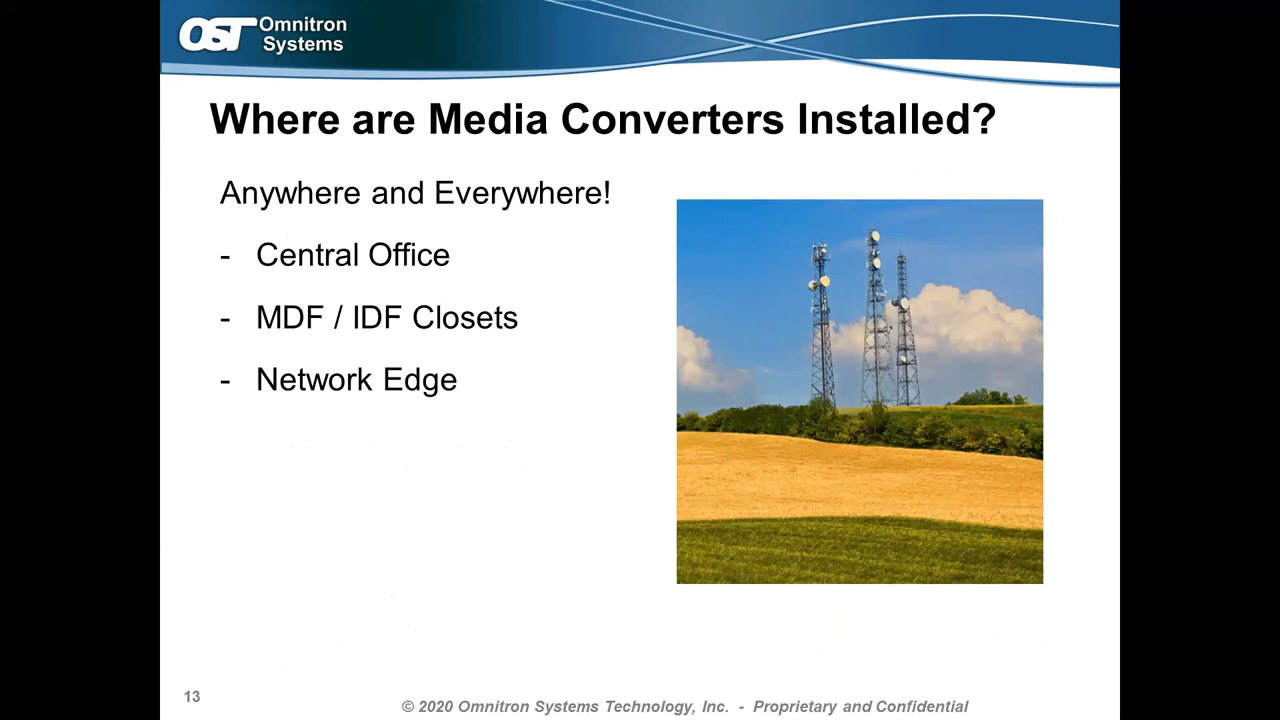 OST Omnitron
Systems
Where are Media Converters Installed?
Anywhere and Everywhere!
- Central Office
- MDF / IDF Closets
- Network Edge
13
© 2020 Omnitron Systems Technology, Inc. - Proprietary and Confidential